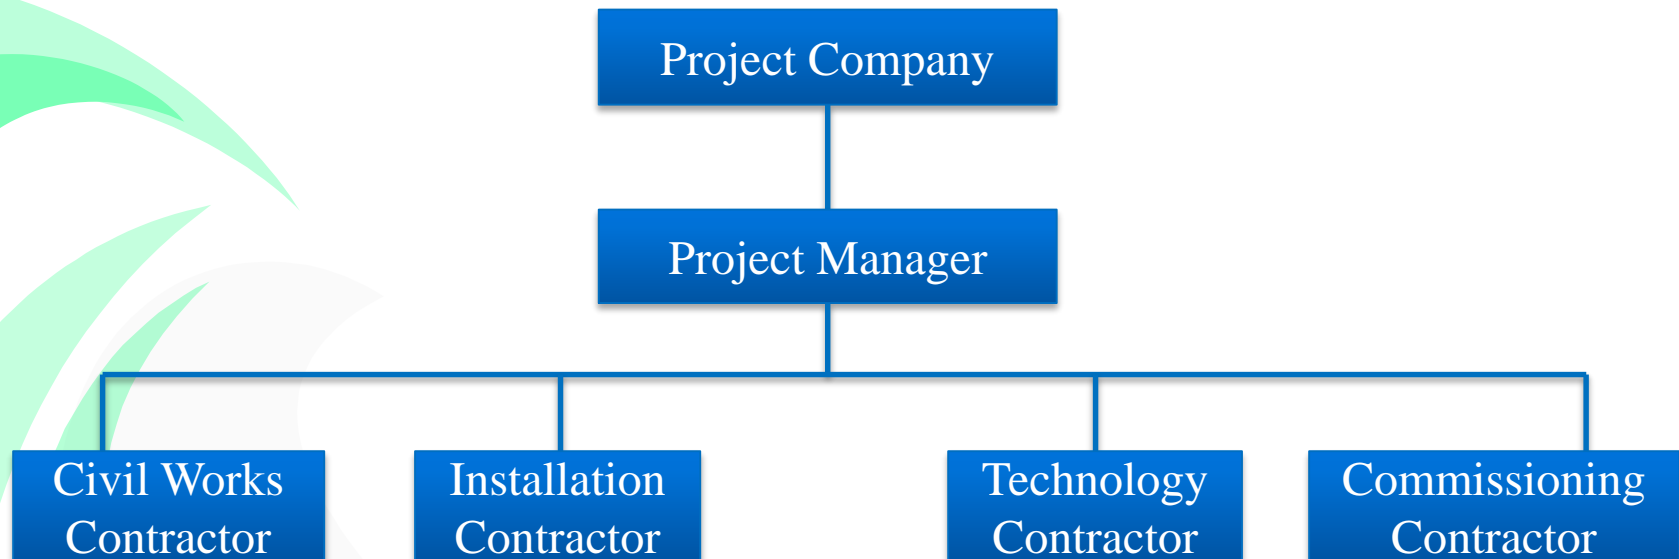 Project Company
Project Manager
Civil Works
Contractor
Installation
Contractor
Technology
Contractor
Commissioning
Contractor